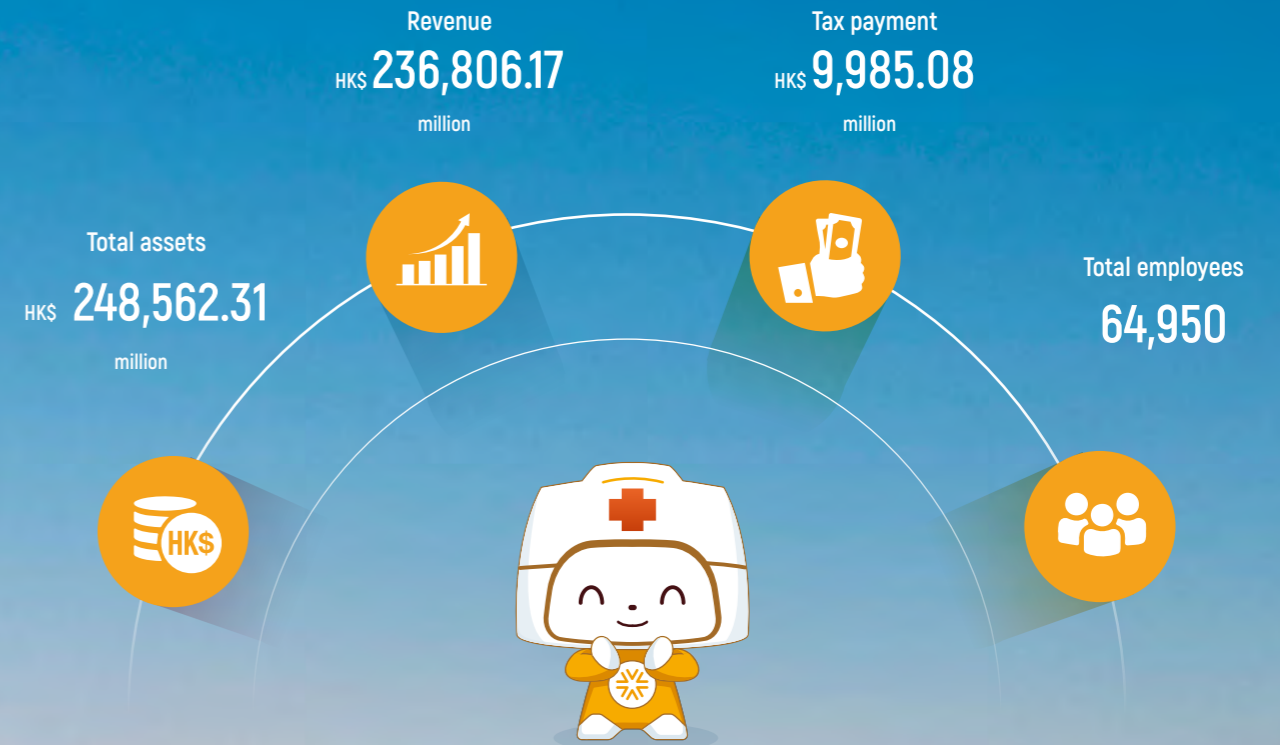 Revenue
HK$ 236,806.17
million
Tax payment
HK$ 9,985.08
million
Total assets
HK$ 248,562.31
million
Total employees
64,950
HK$